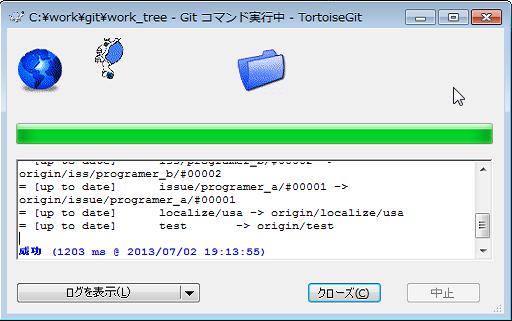 C:¥work¥git¥work_tree - Git コマンド実行中 - TortoiseGit
= [up to date]      iss/programer_b/#00002 ->
origin/iss/programer_b/#00002
= [up to date]      issue/programer_a/#00001 ->
origin/issue/programer_a/#00001
= [up to date]      localize/usa -> origin/localize/usa
= [up to date]      test       -> origin/test
成功 (1203 ms @ 2013/07/02 19:13:55)
ログを表示(L)
クローズ(C)
中止